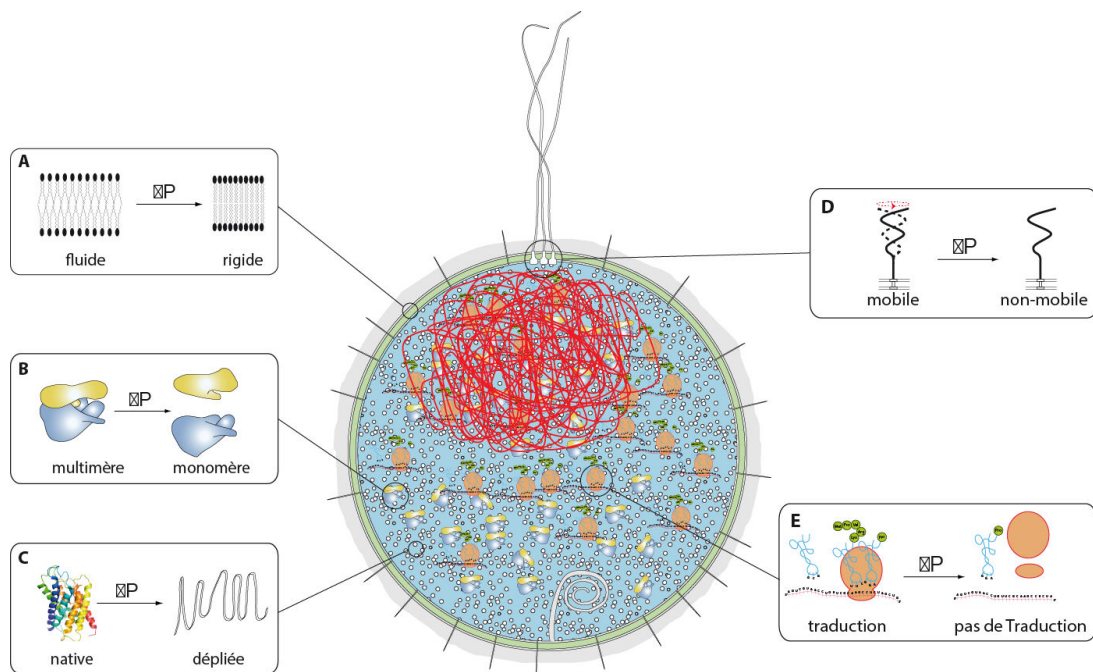 A
⊠P
fluide
rigide
B
⊠P
multimère
monomère
C
⊠P
native
dépliée
D
⊠P
mobile
non-mobile
E
⊠P
traduction
pas de Traduction